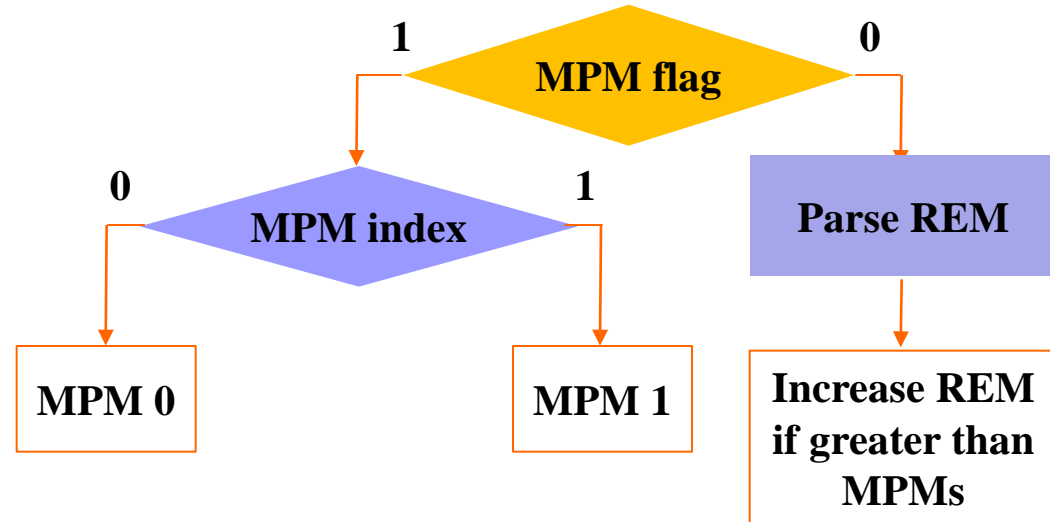 1
0
MPM flag
0
1
MPM index
Parse REM
MPM 0
MPM 1
Increase REM
if greater than
MPMs